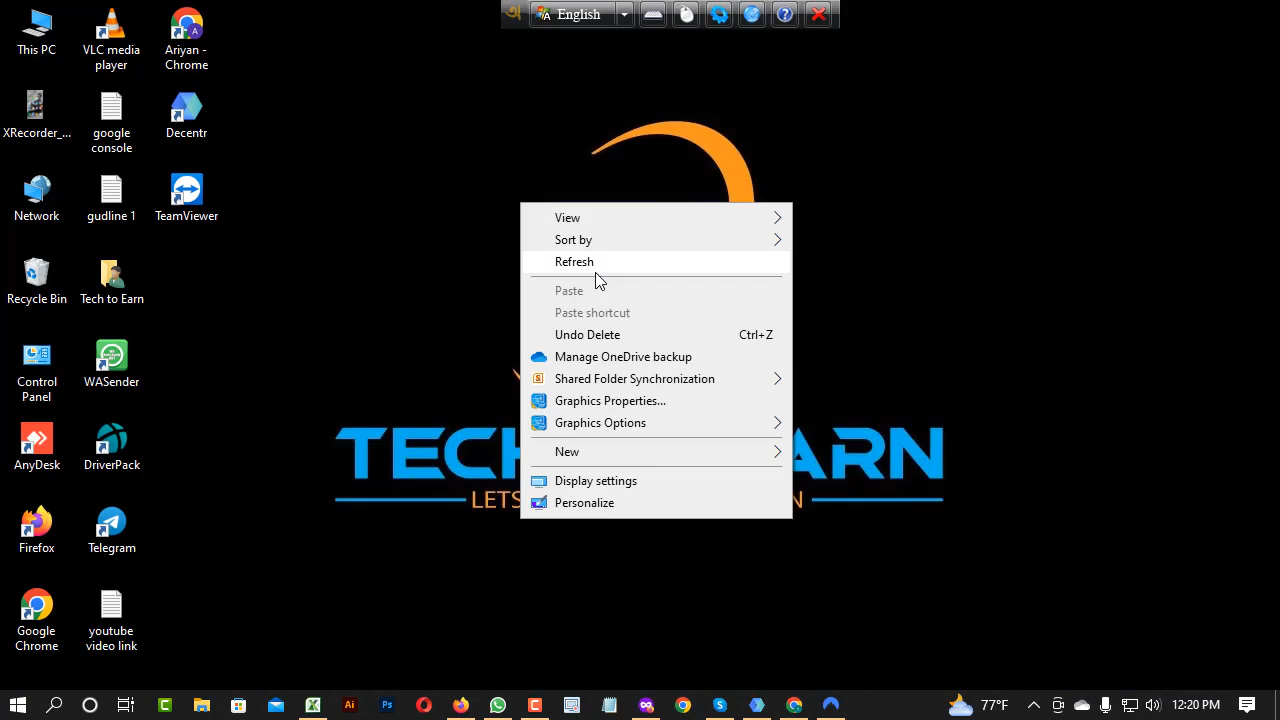 অ English
This PC
VLC media
player
Ariyan -
Chrome
XRecorder_...
google
console
Decentr
Network
gudline 1
TeamViewer
Recycle Bin
Tech to Earn
Control
Panel
WASender
AnyDesk
DriverPack
Firefox
Telegram
Google
Chrome
youtube
video link
View
Sort by
Refresh
Paste
Paste shortcut
Undo Delete Ctrl+Z
Manage OneDrive backup
Shared Folder Synchronization
Graphics Properties...
Graphics Options
New
Display settings
Personalize
TECH ARN
LETS N
77°F
12:20 PM